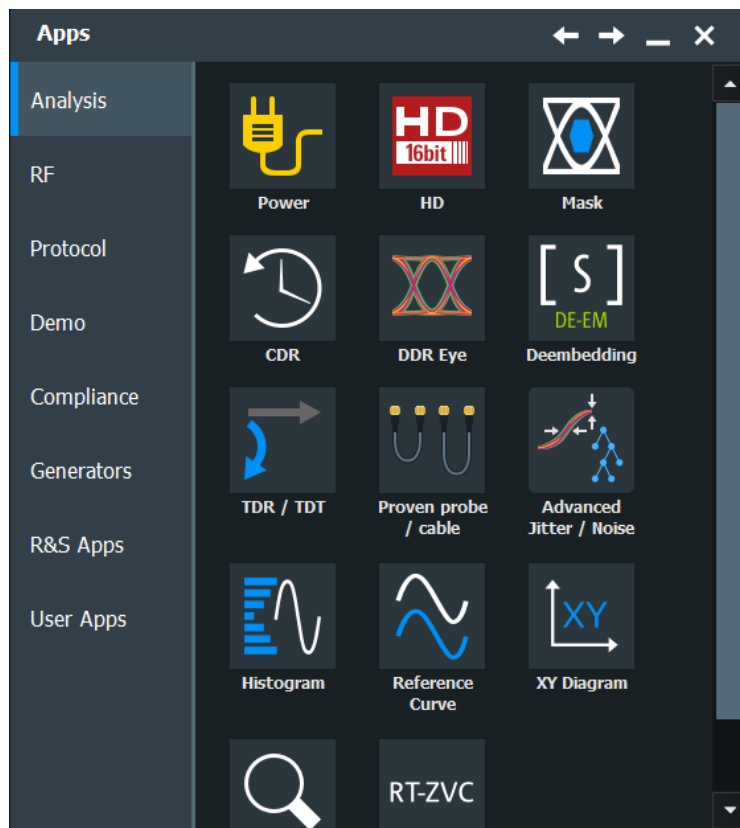 Apps
Analysis
RF
Protocol
Demo
Compliance
Generators
R&S Apps
User Apps
HD
16bit
Power
HD
Mask
[ S ]
DE-EM
CDR
DDR Eye
Deembedding
TDR / TDT
Proven probe
/ cable
Advanced
Jitter / Noise
XY
Histogram
Reference
Curve
XY Diagram
RT-ZVC